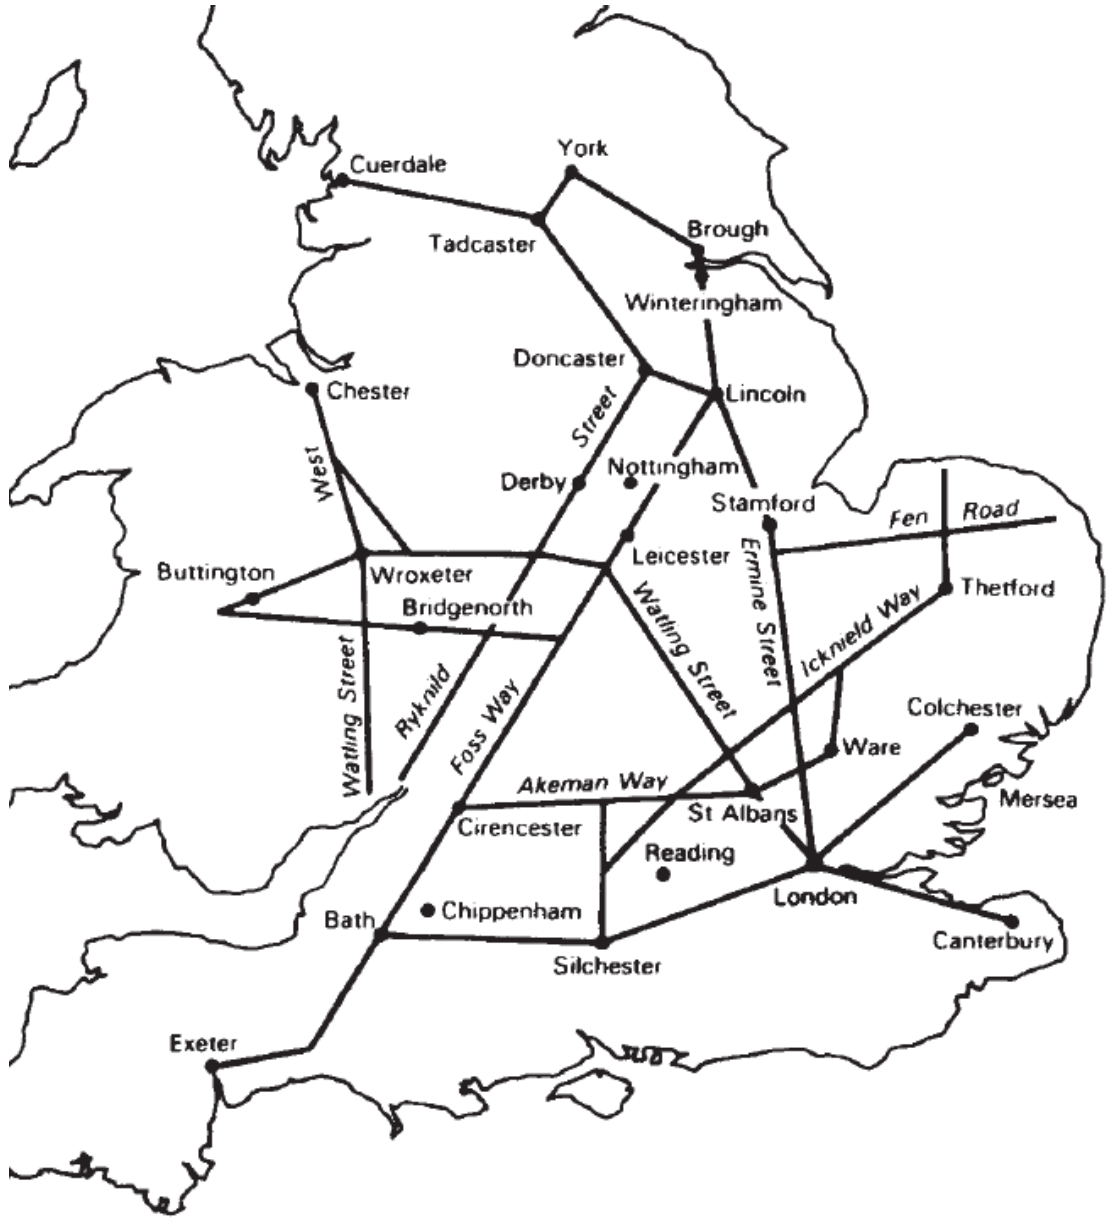 York
Cuerdale
Brough
Tadcaster
Winteringham
Doncaster
Chester
Lincoln
Street
West
Nottingham
Derby
Stamford
Fen Road
Leicester
Ermine Street
Buttington
Wroxeter
Thetford
Bridgenorth
Watling Street
Icknield Way
Watling Street
Ryknild
Foss Way
Colchester
Ware
Akeman Way
Mersea
St Albans
Cirencester
Reading
London
Bath
Chippenham
Canterbury
Silchester
Exeter